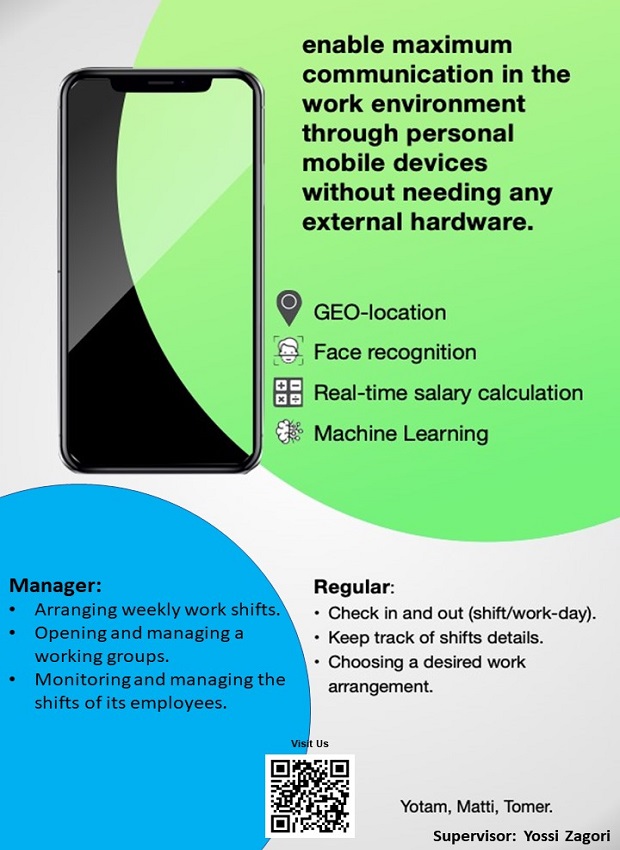 enable maximum
communication in the
work environment
through personal
mobile devices
without needing any
external hardware.
GEO-location
Face recognition
Real-time salary calculation
Machine Learning
Manager:
• Arranging weekly work shifts.
• Opening and managing a
working groups.
• Monitoring and managing the
shifts of its employees.
Regular:
• Check in and out (shift/work-day).
• Keep track of shifts details.
• Choosing a desired work
arrangement.
Visit Us
Yotam, Matti, Tomer.
Supervisor: Yossi Zagori